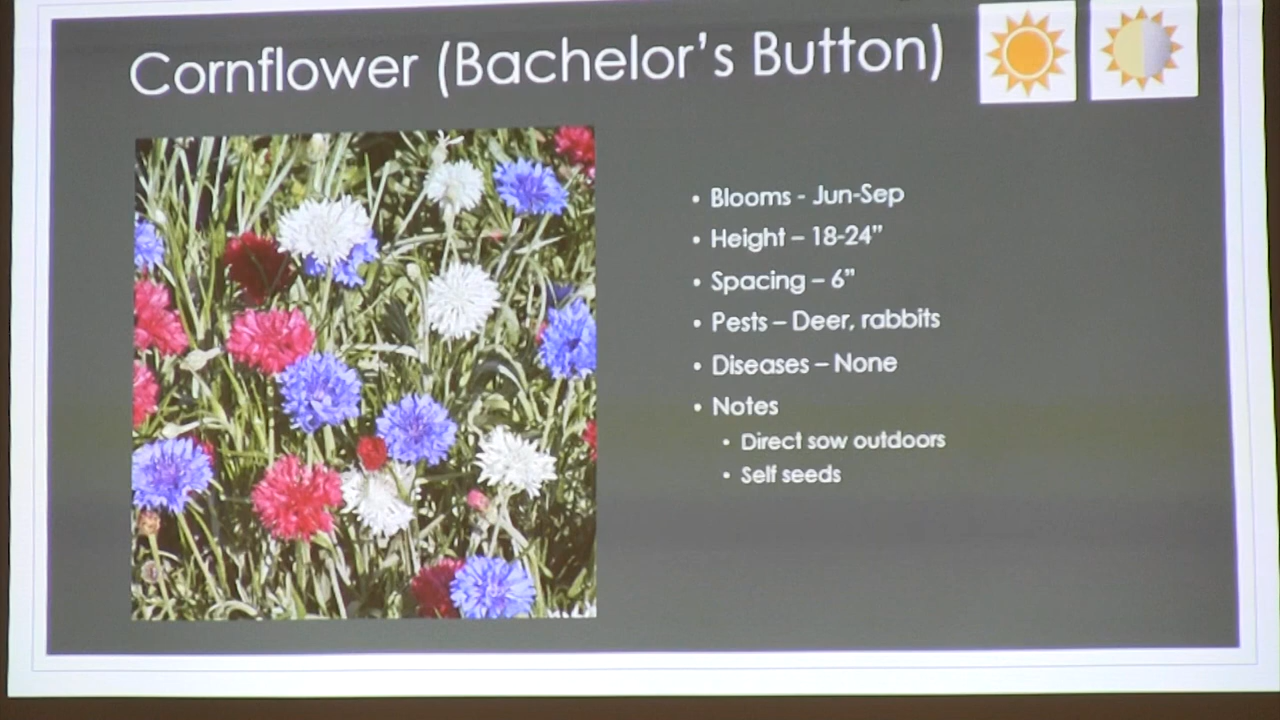 Cornflower (Bachelor's Button)
• Blooms - Jun-Sep
• Height – 18-24"
• Spacing – 6"
• Pests – Deer, rabbits
• Diseases – None
• Notes
• Direct sow outdoors
• Self seeds